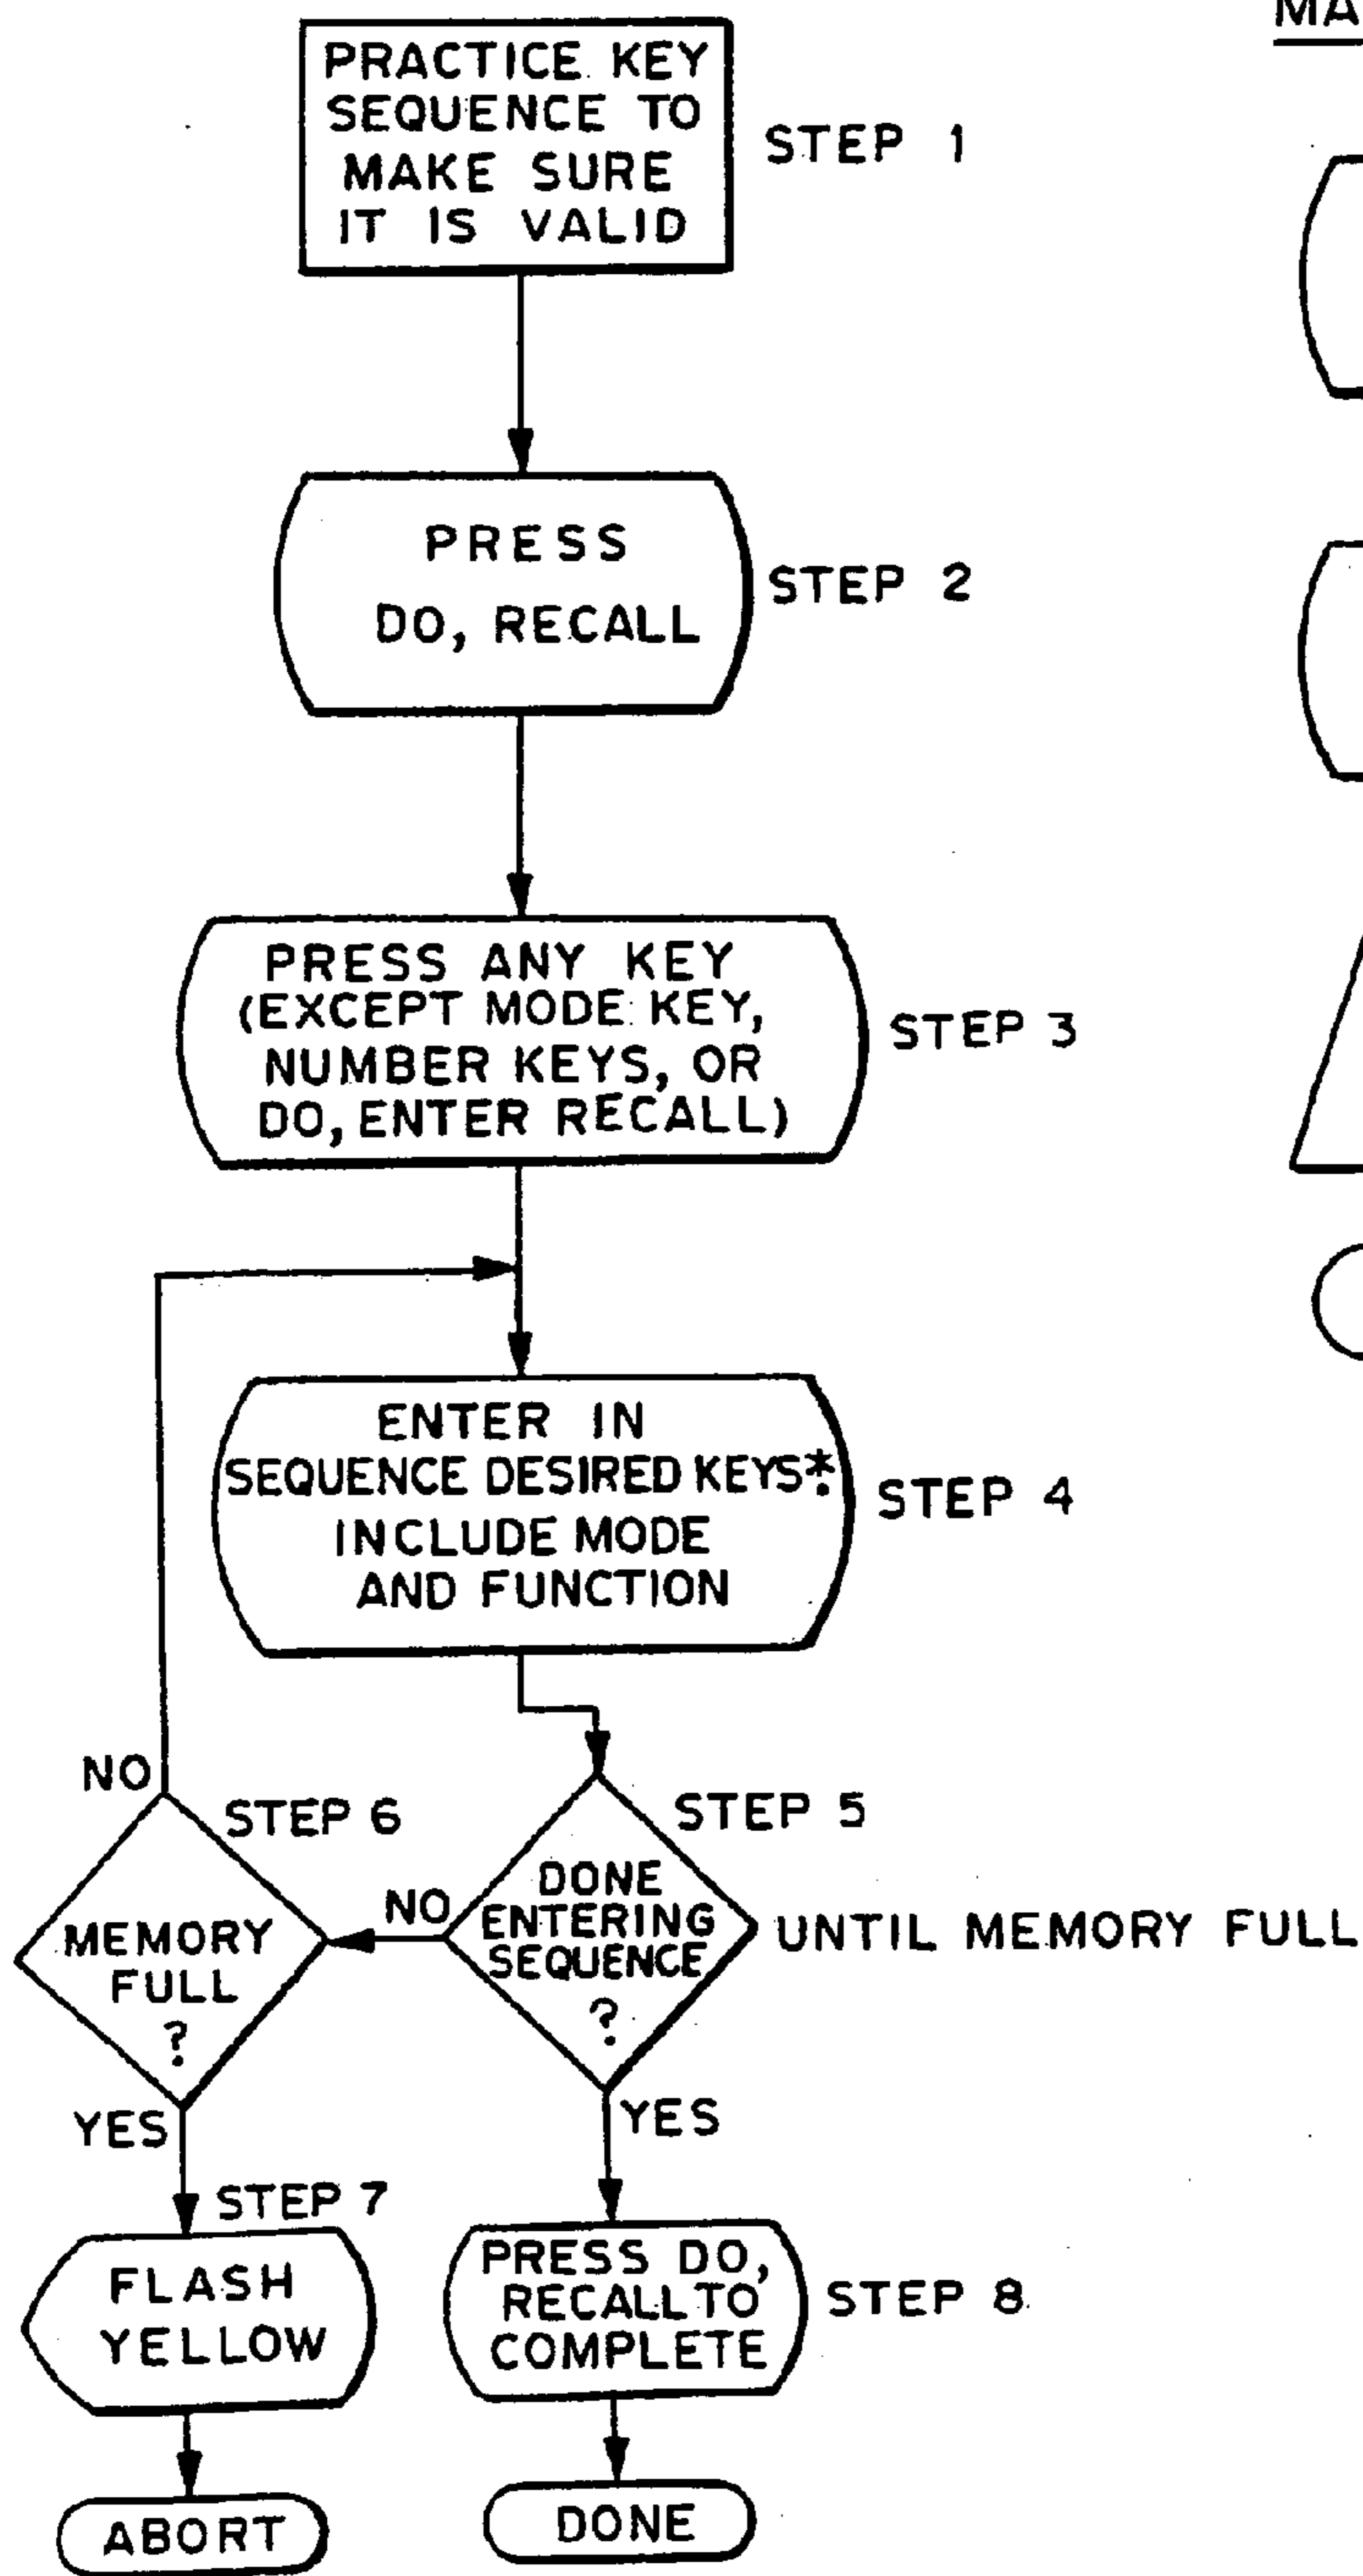 PRACTICE KEY
SEQUENCE TO
MAKE SURE
IT IS VALID
STEP 1
PRESS
DO, RECALL
STEP 2
PRESS ANY KEY
(EXCEPT MODE KEY,
NUMBER KEYS, OR
DO, ENTER RECALL)
STEP 3
ENTER IN
SEQUENCE DESIRED KEYS*.
INCLUDE MODE
AND FUNCTION
STEP 4
NO
STEP 6
STEP 5
MEMORY
FULL
?
NO
DONE
ENTERING
SEQUENCE
?
UNTIL MEMORY FULL
YES
YES
STEP 7
FLASH
YELLOW
PRESS DO,
RECALL TO
COMPLETE
STEP 8
ABORT
DONE